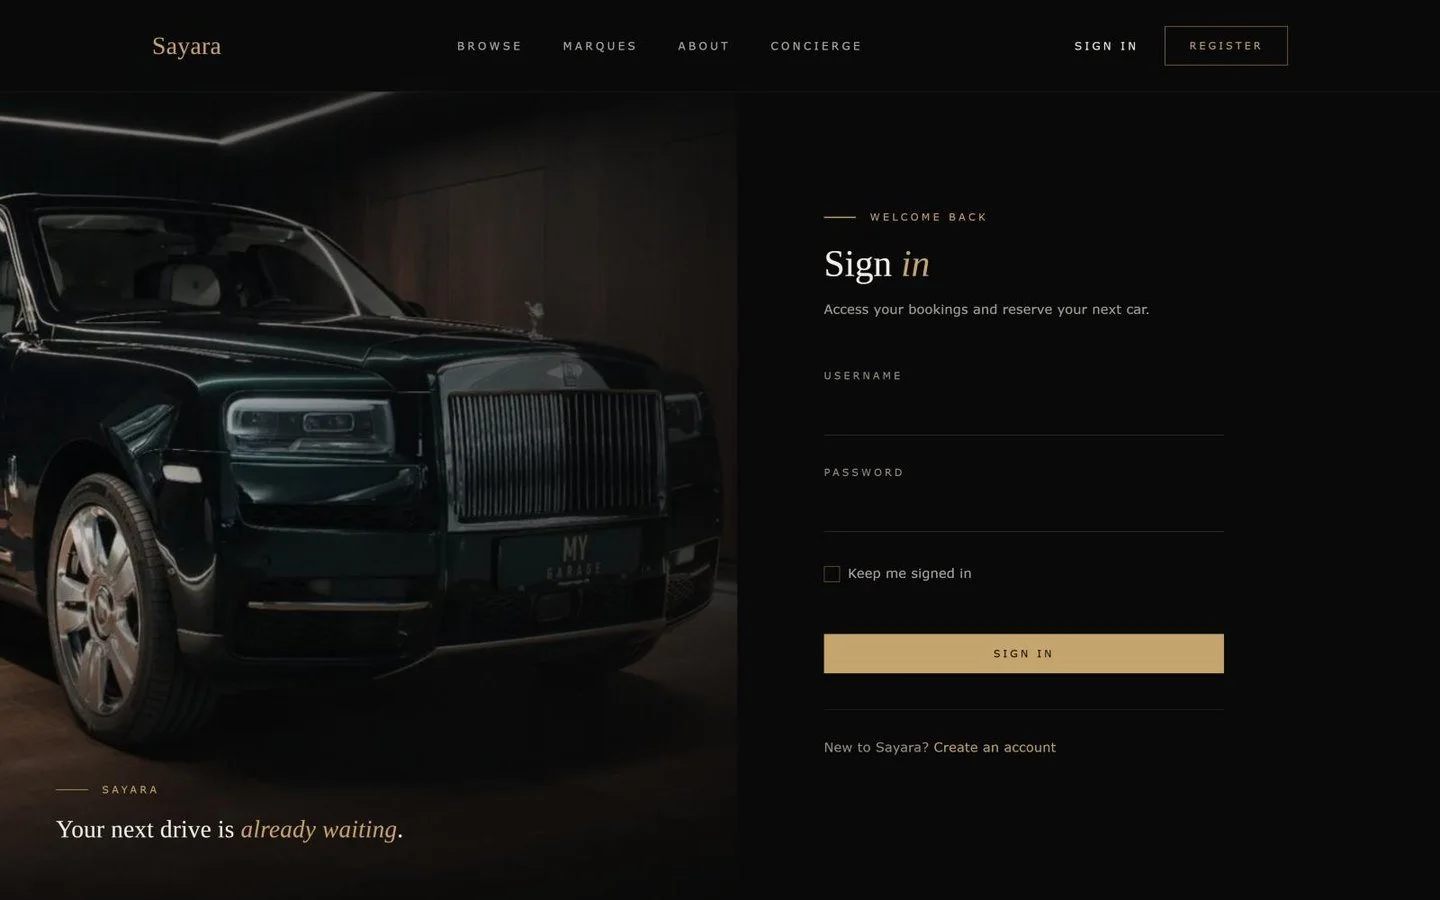 Sayara
BROWSE
MARQUES
ABOUT
CONCIERGE
SIGN IN
REGISTER
WELCOME BACK
Sign in
Access your bookings and reserve your next car.
USERNAME
PASSWORD
Keep me signed in
SIGN IN
New to Sayara? Create an account
MY
GARAGE
SAYARA
Your next drive is already waiting.